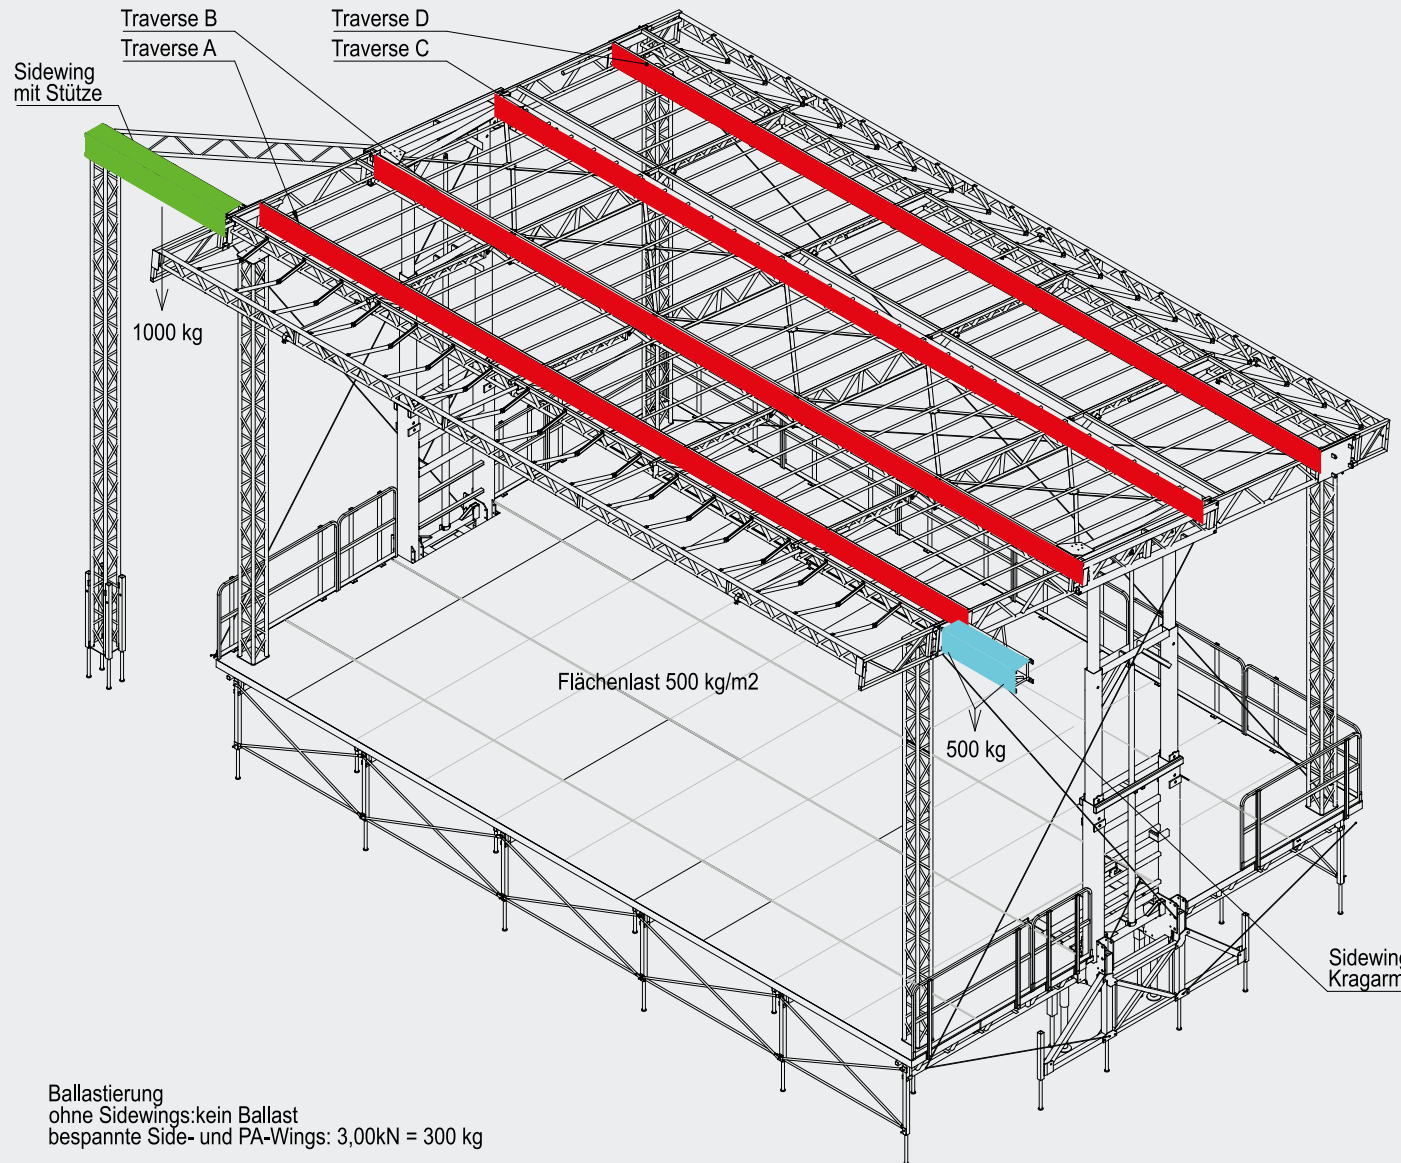 Traverse B
Traverse D
Traverse A
Traverse C
Sidewing
mit Stütze
1000 kg
Flächenlast 500 kg/m2
500 kg
Sidewing
Kragarm
Ballastierung
ohne Sidewings:kein Ballast
bespannte Side- und PA-Wings: 3,00kN = 300 kg